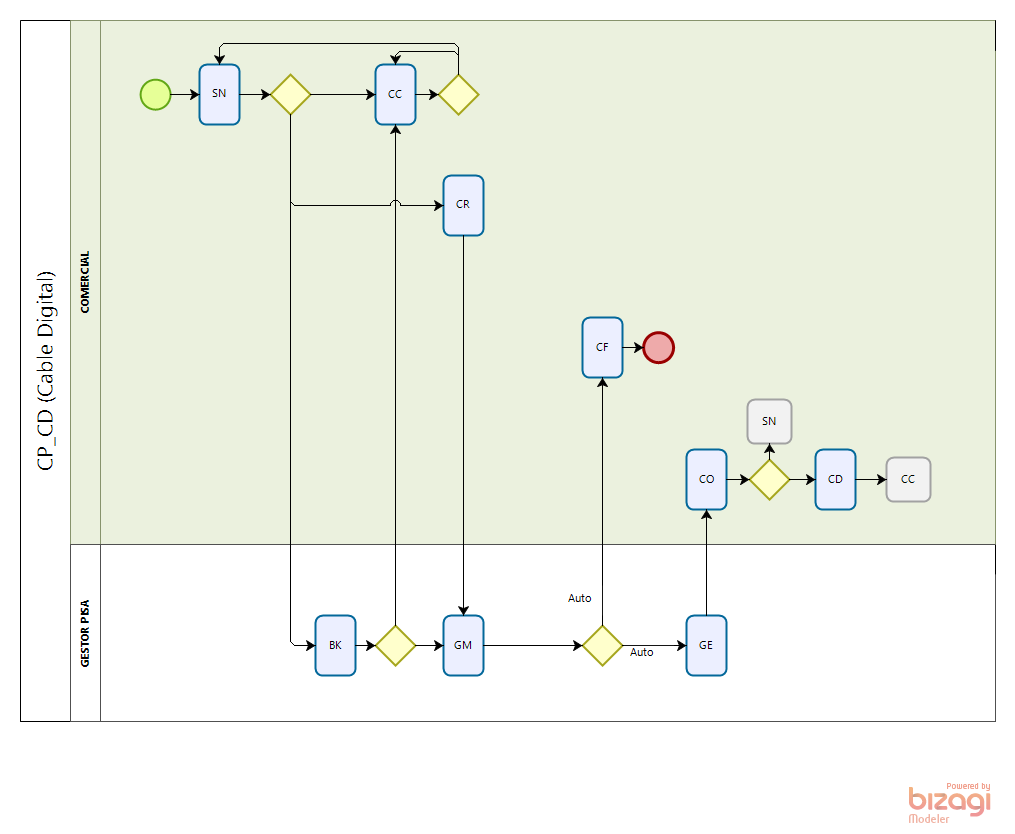 CP_CD (Cable Digital)
COMERCIAL
SN
CC
CR
CF
SN
CO
CD
CC
GESTOR PISA
Auto
BK
GM
Auto
GE
Powered by
bizagi
Modeler